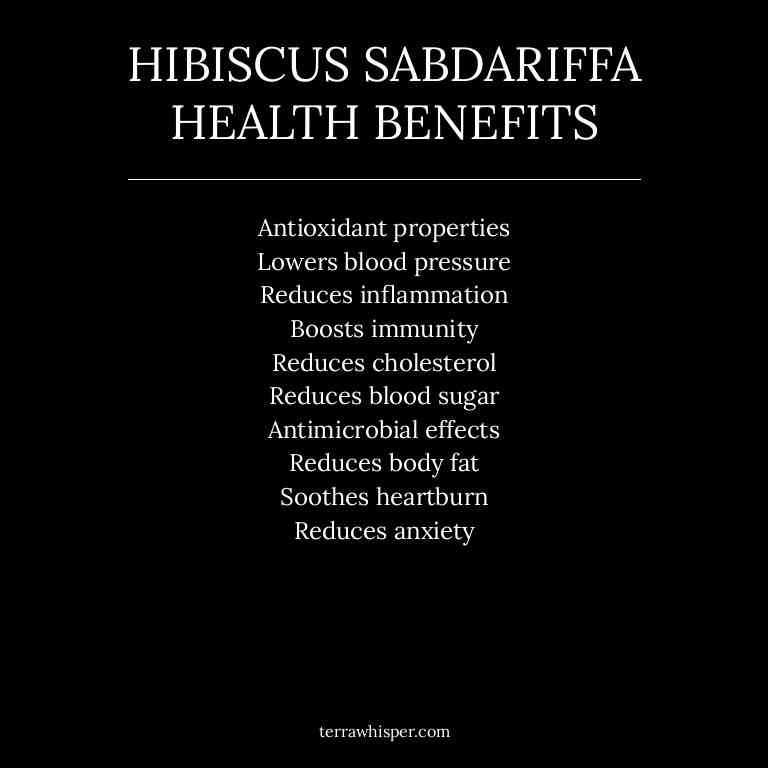 HIBISCUS SABDARIFFA
HEALTH BENEFITS
Antioxidant properties
Lowers blood pressure
Reduces inflammation
Boosts immunity
Reduces cholesterol
Reduces blood sugar
Antimicrobial effects
Reduces body fat
Soothes heartburn
Reduces anxiety
terrawhisper.com